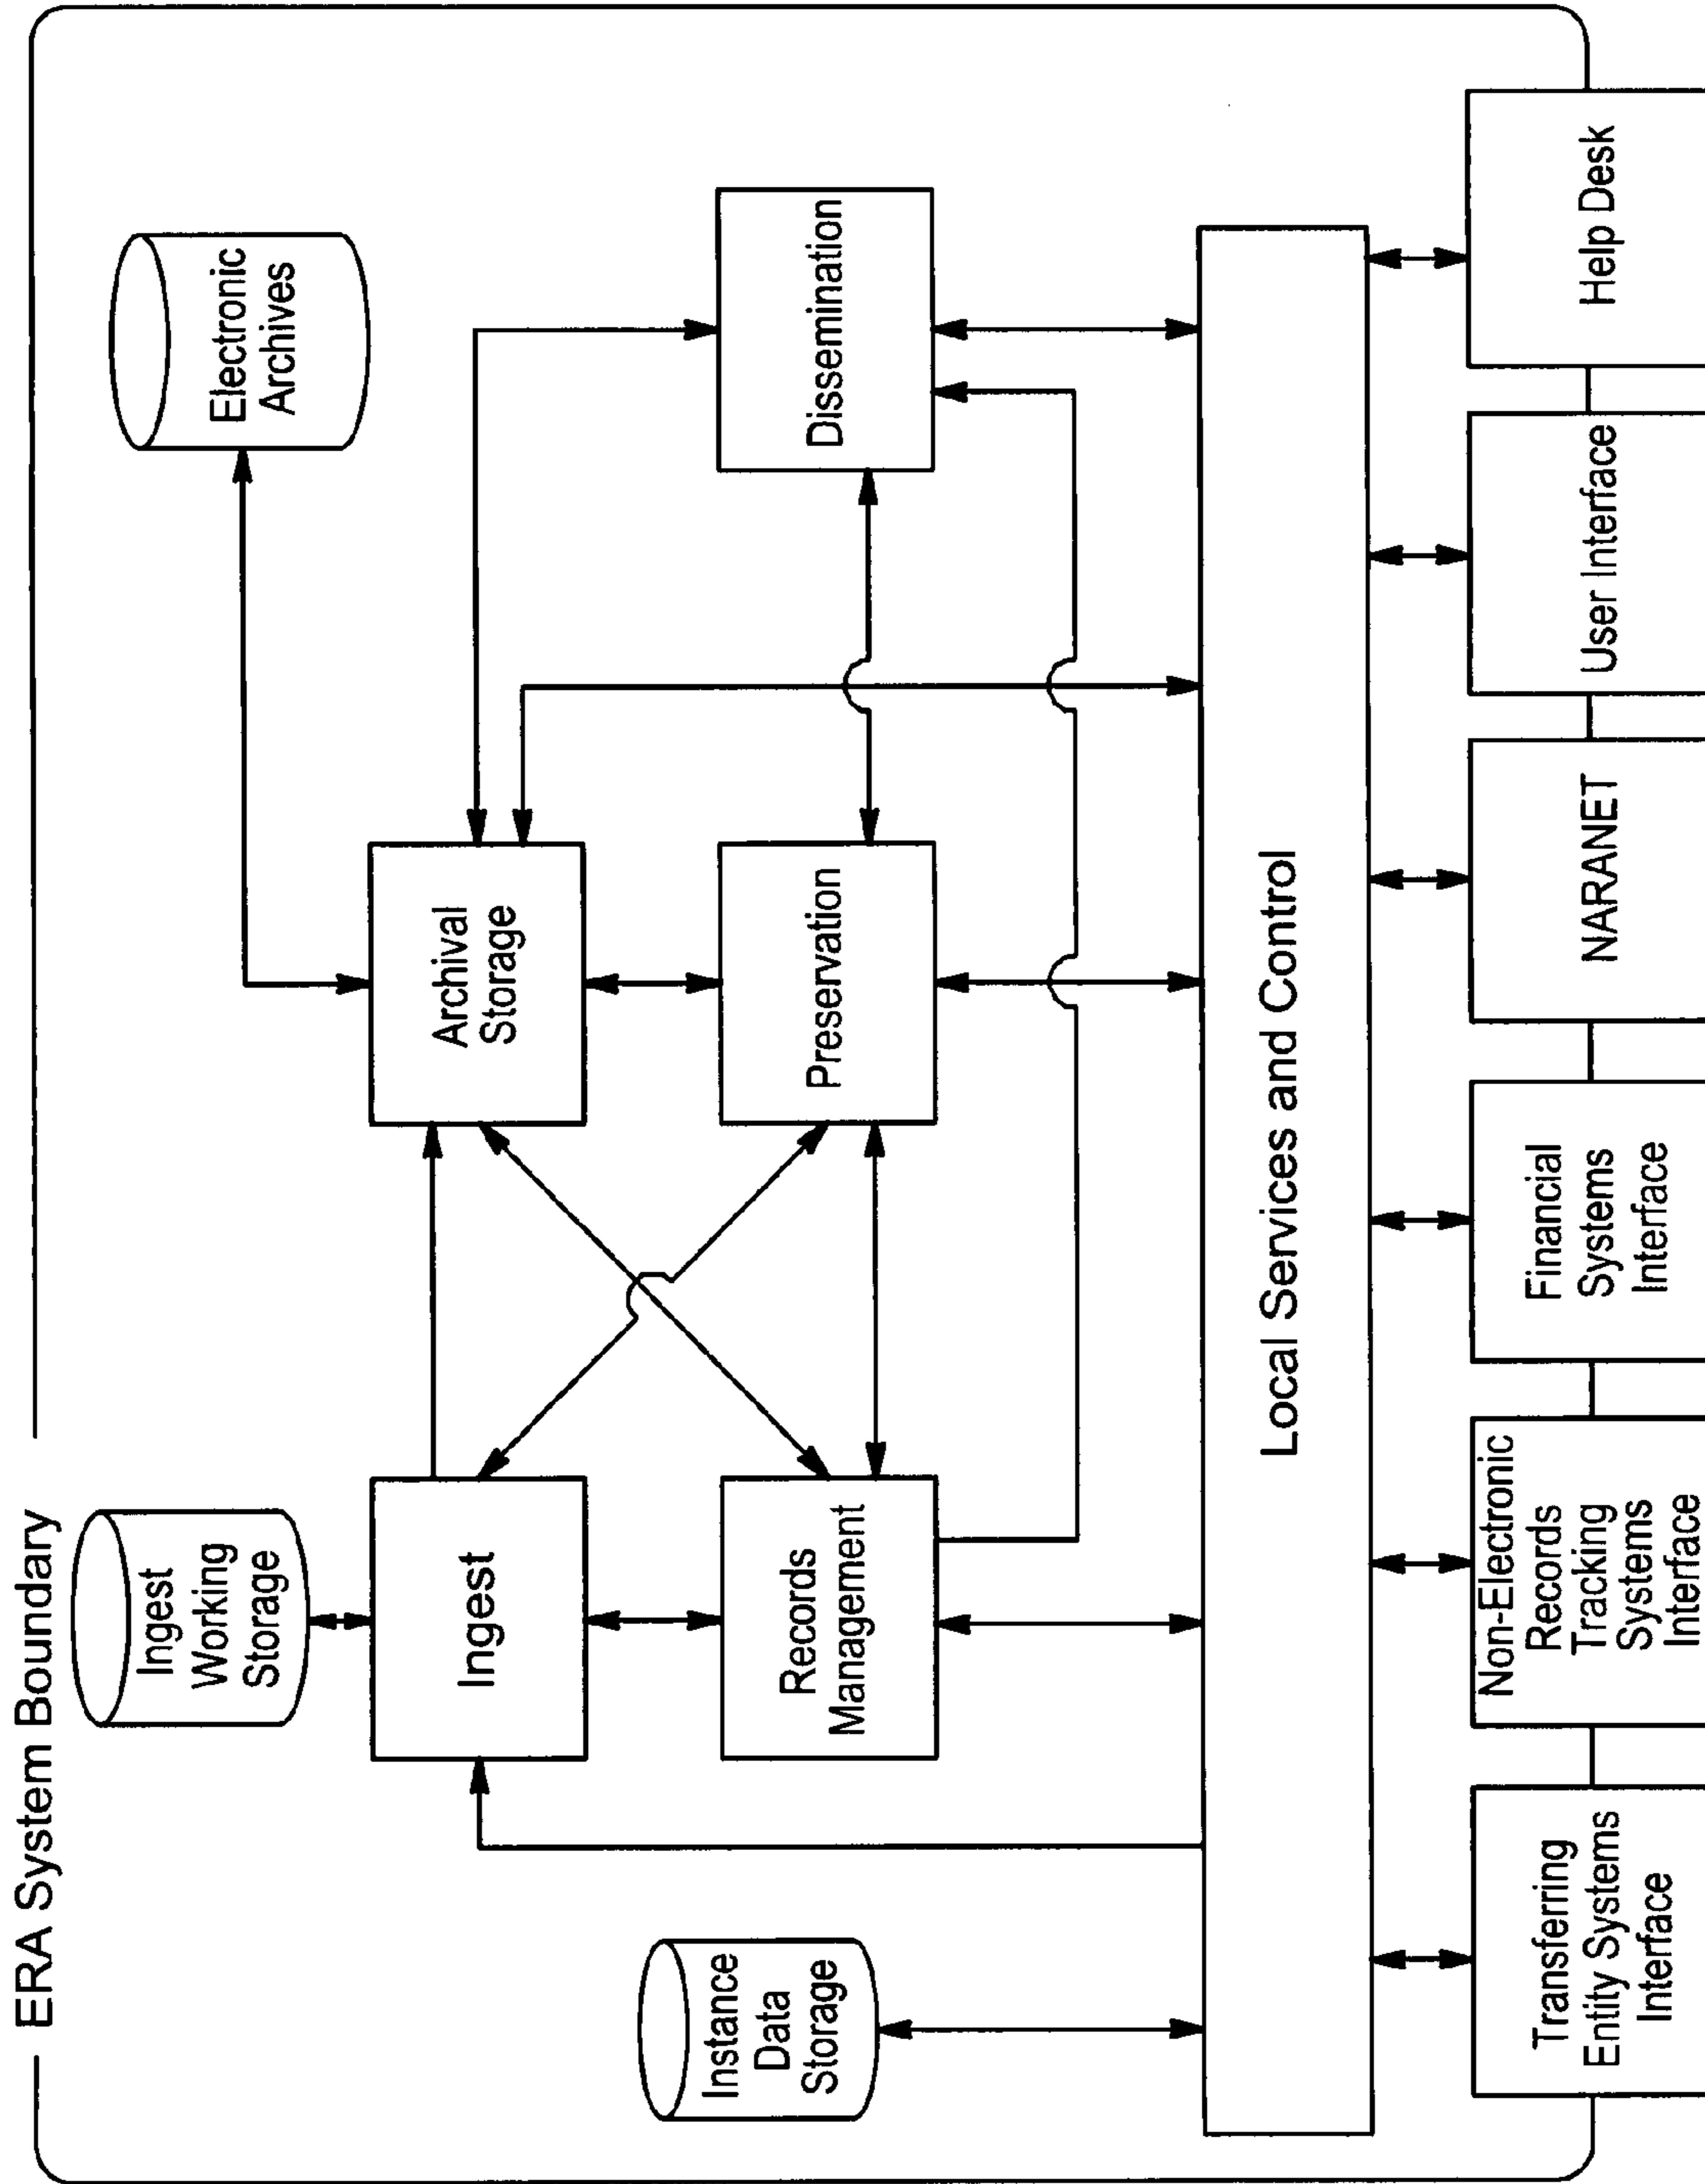 ERA System Boundary
Ingest
Working
Storage
Electronic
Archives
Ingest
Archival
Storage
Instance
Data
Storage
Records
Management
Preservation
Dissemination
Local Services and Control
Transferring
Entity Systems
Interface
Non-Electronic
Records
Tracking
Systems
Interface
Financial
Systems
Interface
NARANET
User Interface
Help Desk